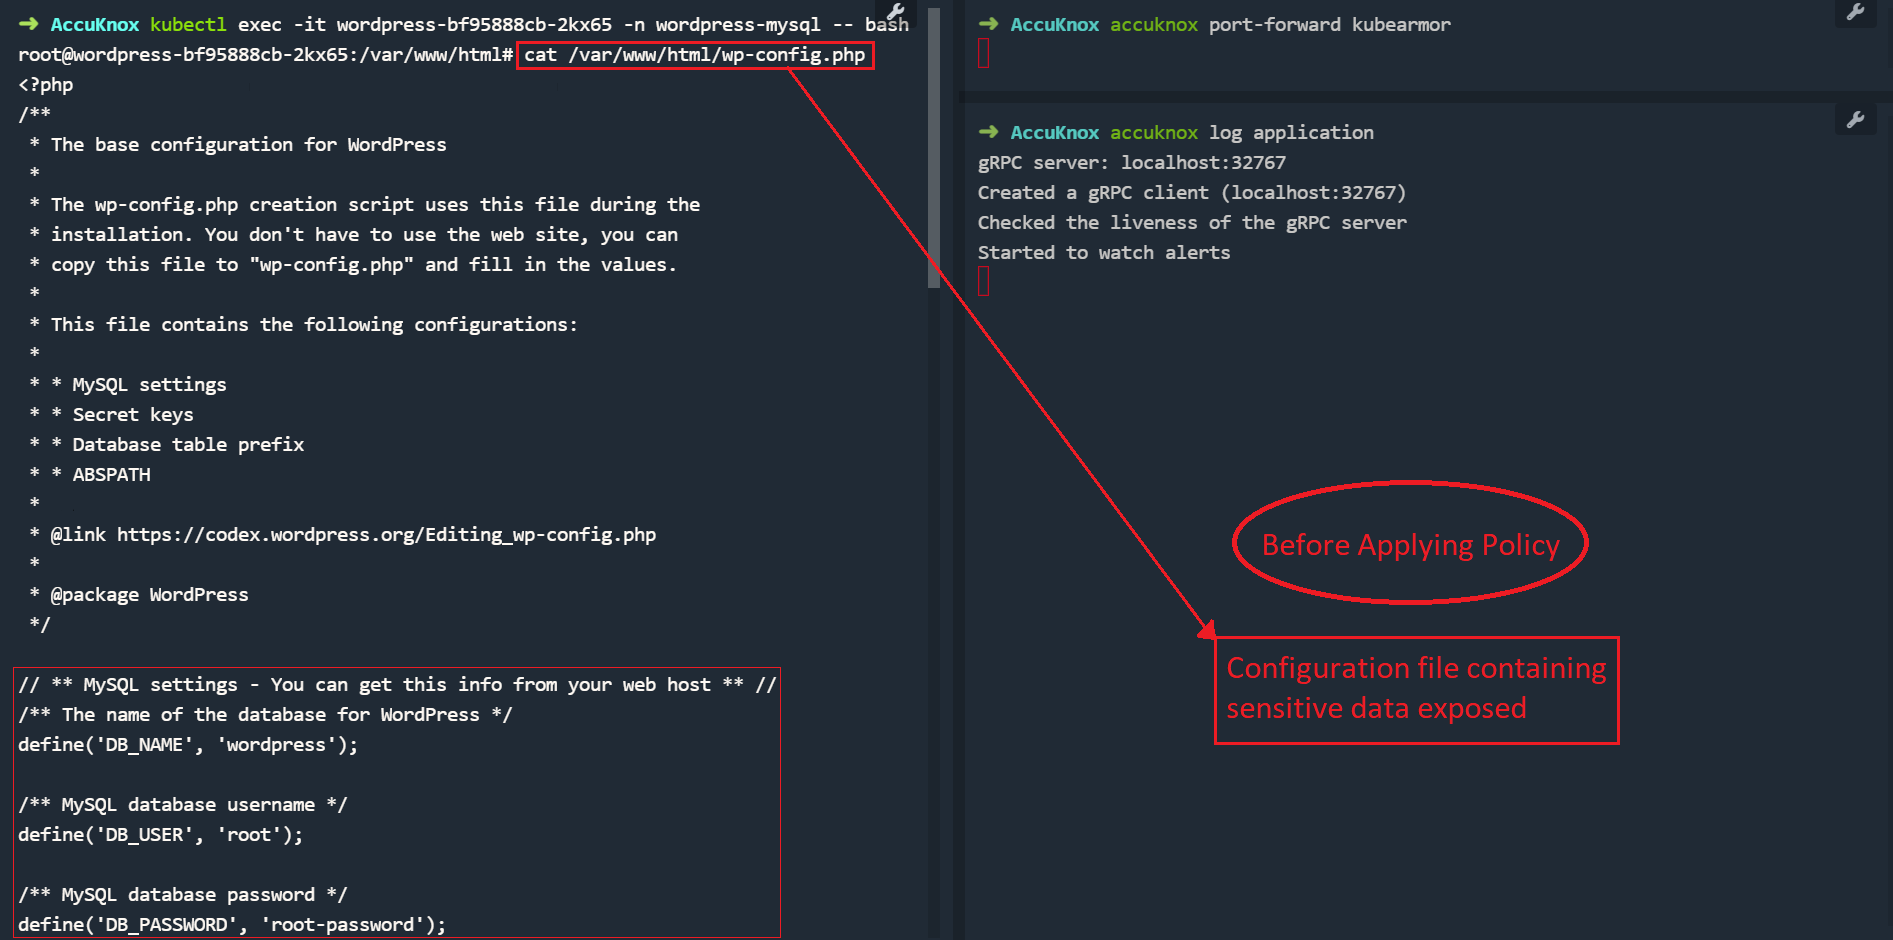 ➜ AccuKnox kubectl exec -it wordpress-bf95888cb-2kx65 -n wordpress-mysql -- bash
root@wordpress-bf95888cb-2kx65:/var/www/html# cat /var/www/html/wp-config.php
<?php
/**
 * The base configuration for WordPress
 *
 * The wp-config.php creation script uses this file during the
 * installation. You don't have to use the web site, you can
 * copy this file to "wp-config.php" and fill in the values.
 *
 * This file contains the following configurations:
 *
 * * MySQL settings
 * * Secret keys
 * * Database table prefix
 * * ABSPATH
 *
 * @link https://codex.wordpress.org/Editing_wp-config.php
 *
 * @package WordPress
 */
// ** MySQL settings - You can get this info from your web host ** //
/** The name of the database for WordPress */
define('DB_NAME', 'wordpress');
/** MySQL database username */
define('DB_USER', 'root');
/** MySQL database password */
define('DB_PASSWORD', 'root-password');
➜ AccuKnox accuknox port-forward kubearmor
➜ AccuKnox accuknox log application
gRPC server: localhost:32767
Created a gRPC client (localhost:32767)
Checked the liveness of the gRPC server
Started to watch alerts
Before Applying Policy
Configuration file containing
sensitive data exposed